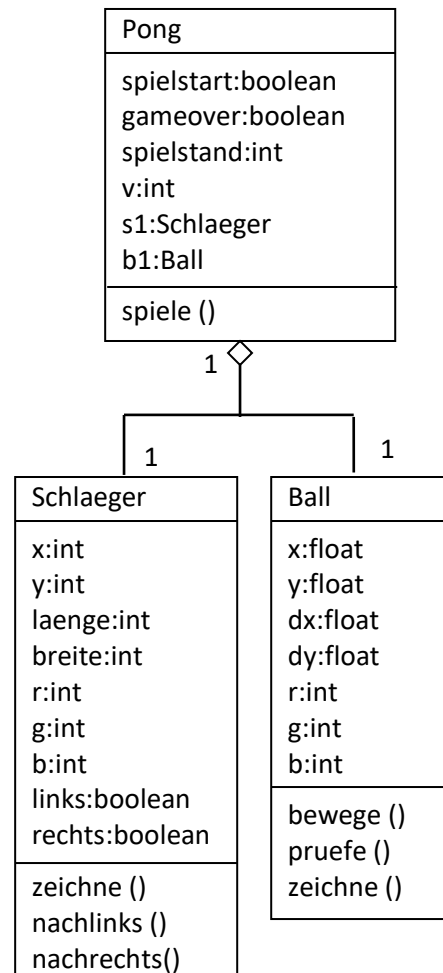 Pong
spielstart:boolean
gameover:boolean
spielstand:int
v:int
s1:Schlaeger
b1:Ball
spiele ()
1
1
1
Schlaeger
x:int
y:int
laenge:int
breite:int
r:int
g:int
b:int
links:boolean
rechts:boolean
zeichne ()
nachlinks ()
nachrechts()
Ball
x:float
y:float
dx:float
dy:float
r:int
g:int
b:int
bewege ()
pruefe ()
zeichne ()